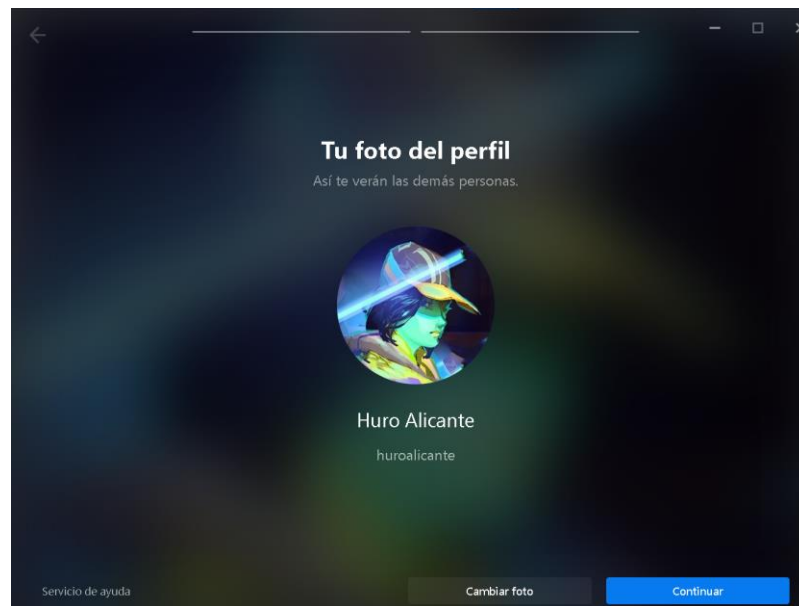 Tu foto del perfil
Así te verán las demás personas.
Huro Alicante
huroalicante
Servicio de ayuda
Cambiar foto
Continuar